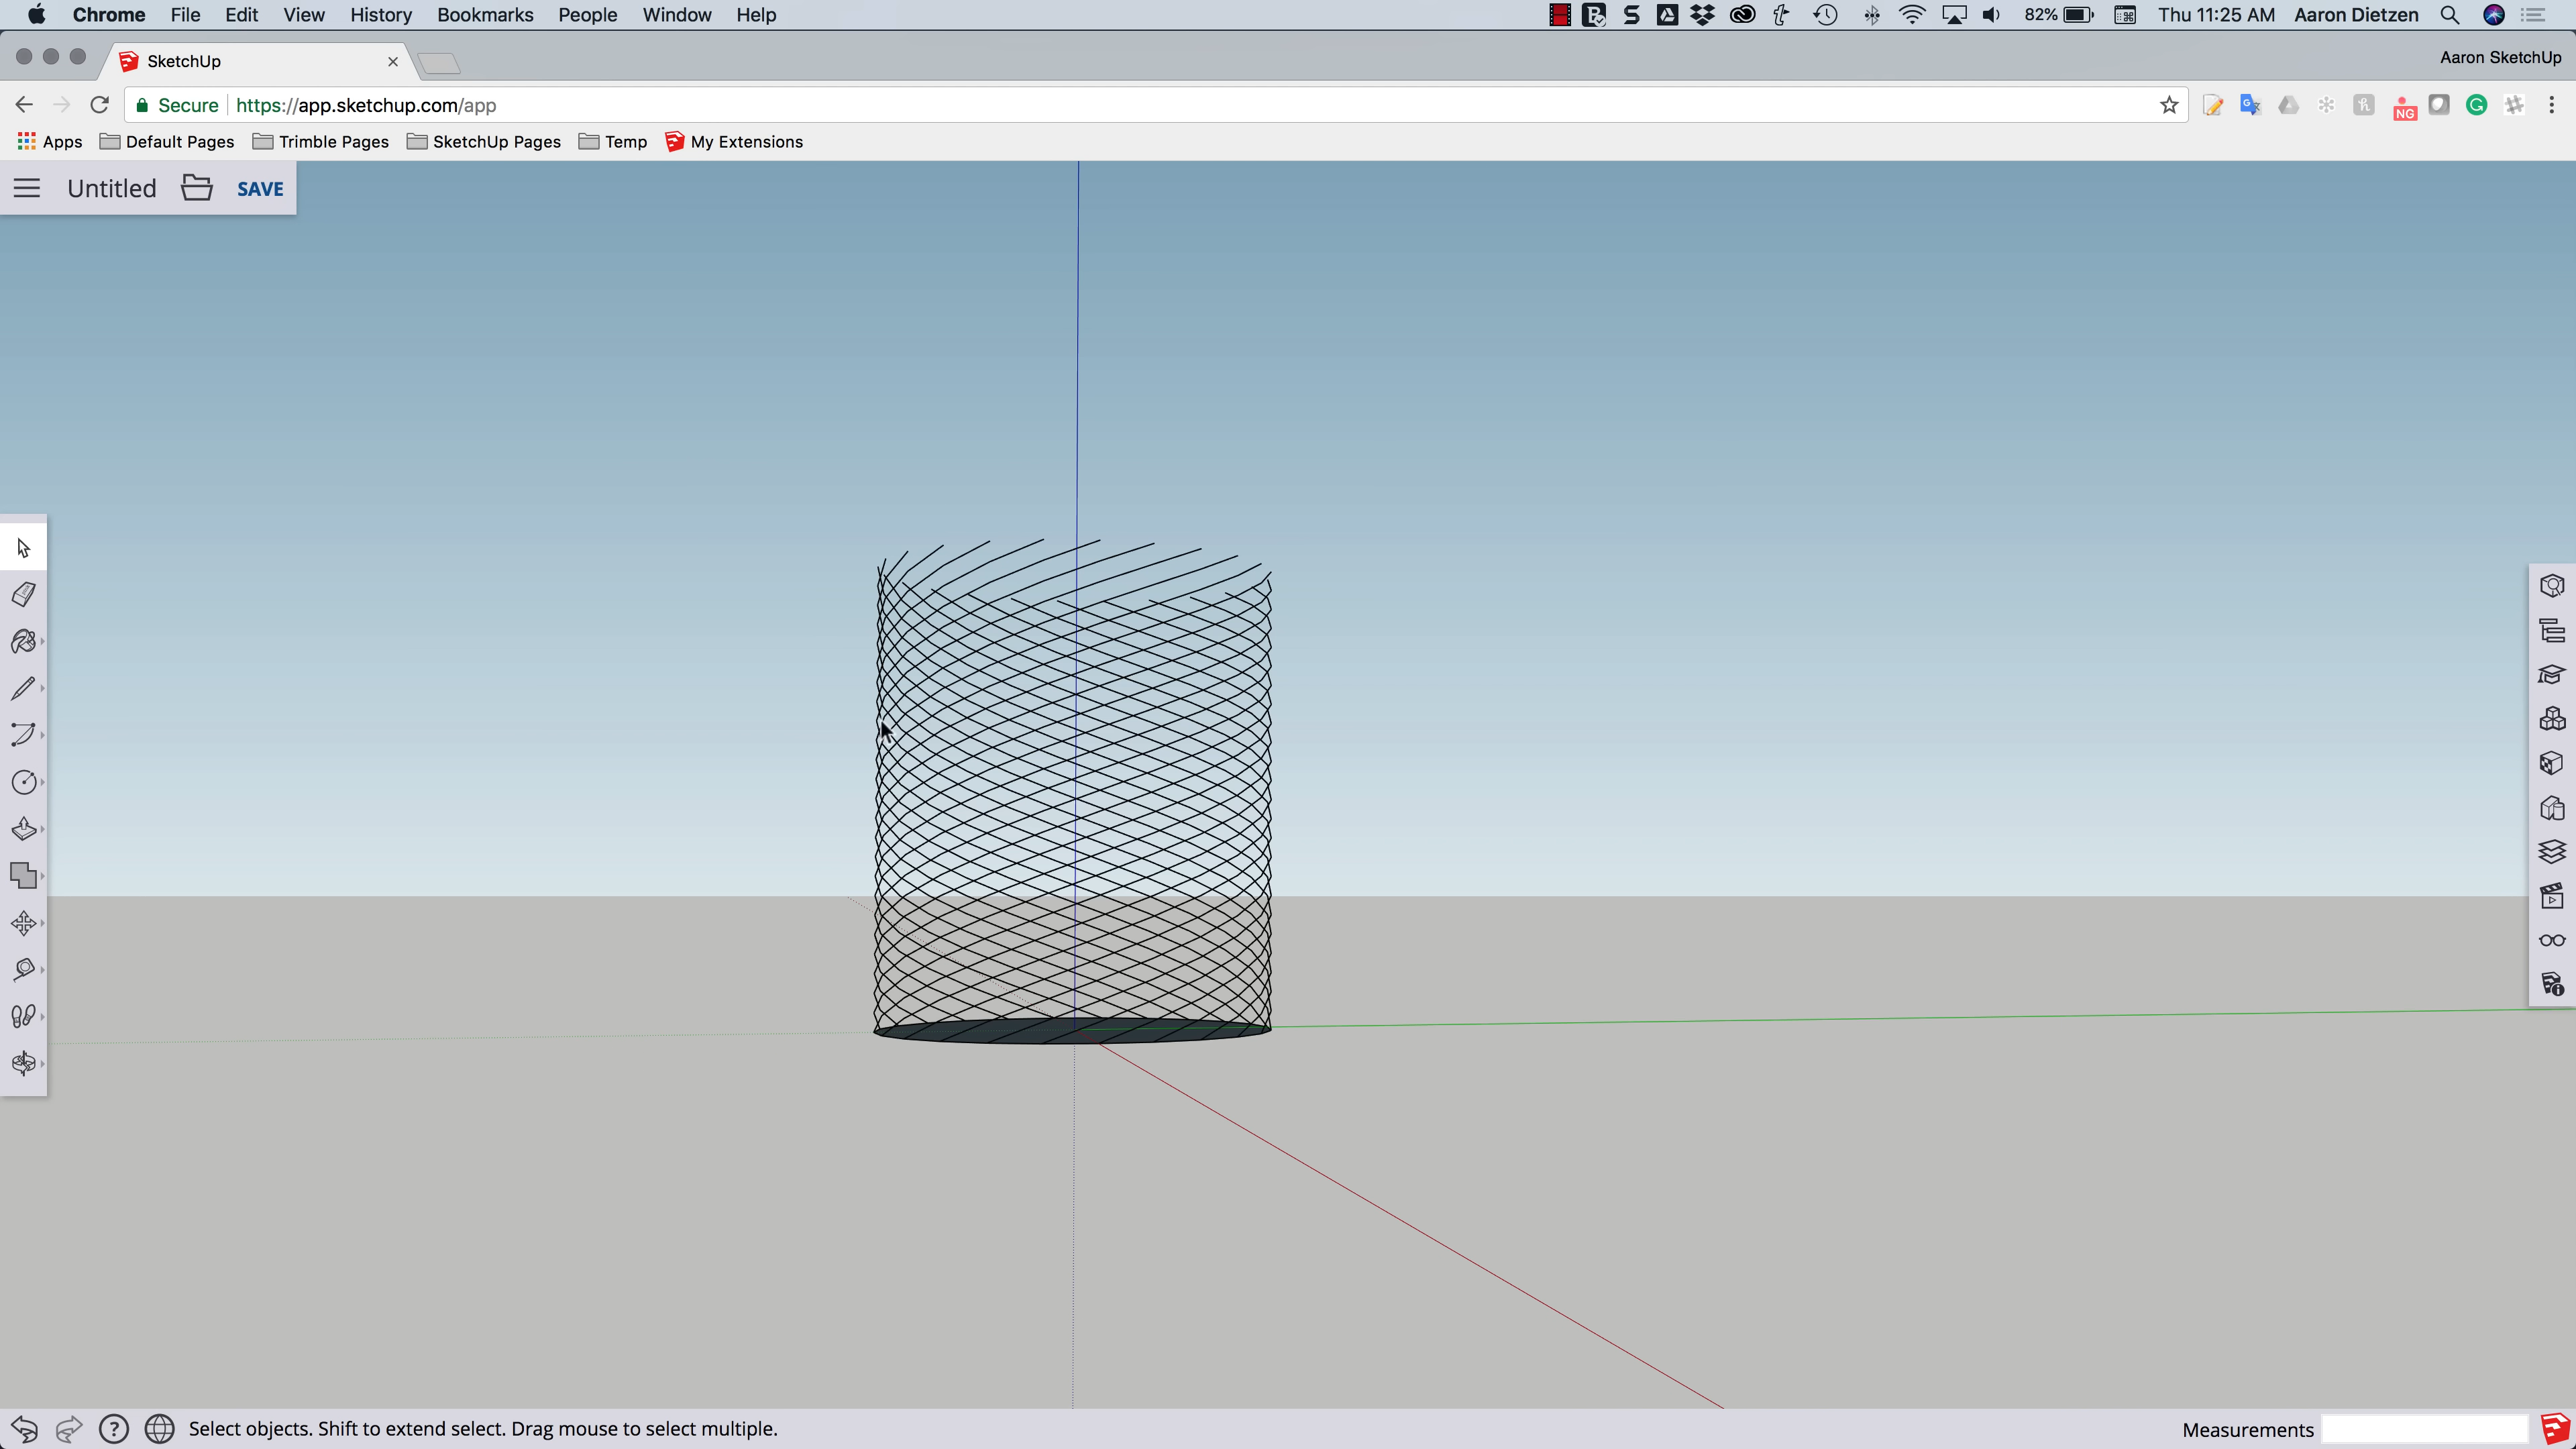 Chrome File Edit View History Bookmarks People Window Help 82% Thu 11:25 AM Aaron Dietzen
SketchUp Aaron SketchUp
Secure https://app.sketchup.com/app NG
Apps Default Pages Trimble Pages SketchUp Pages Temp My Extensions
Untitled SAVE
Select objects. Shift to extend select. Drag mouse to select multiple. Measurements